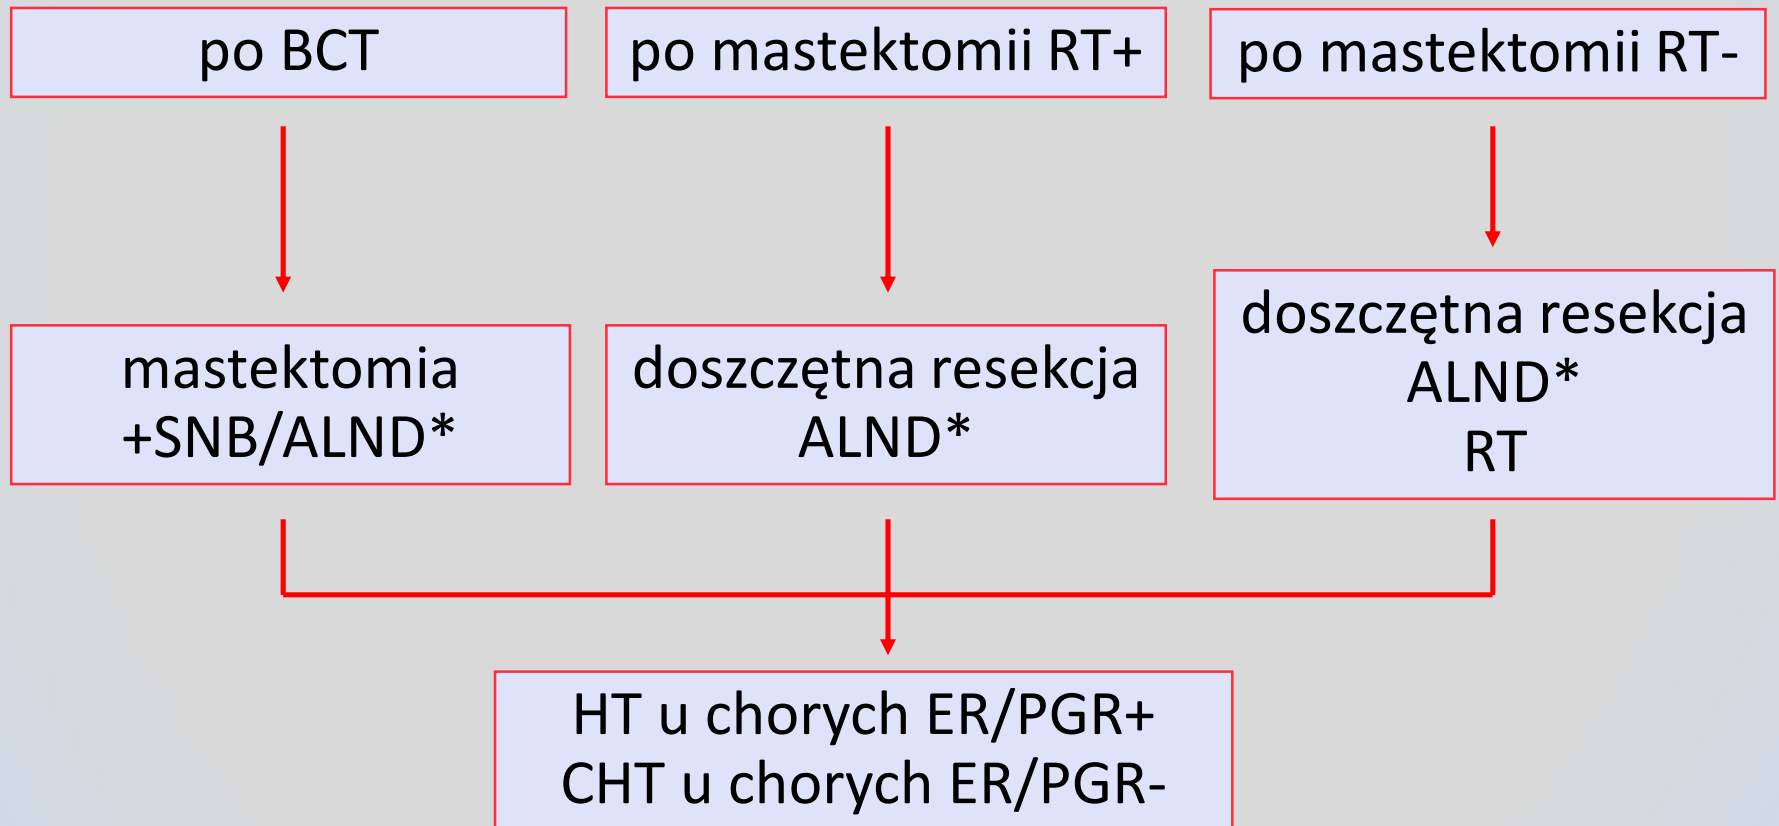 po BCT
po mastektomii RT+
po mastektomii RT-
mastektomia
+SNB/ALND*
doszczętna resekcja
ALND*
doszczętna resekcja
ALND*
RT
HT u chorych ER/PGR+
CHT u chorych ER/PGR-